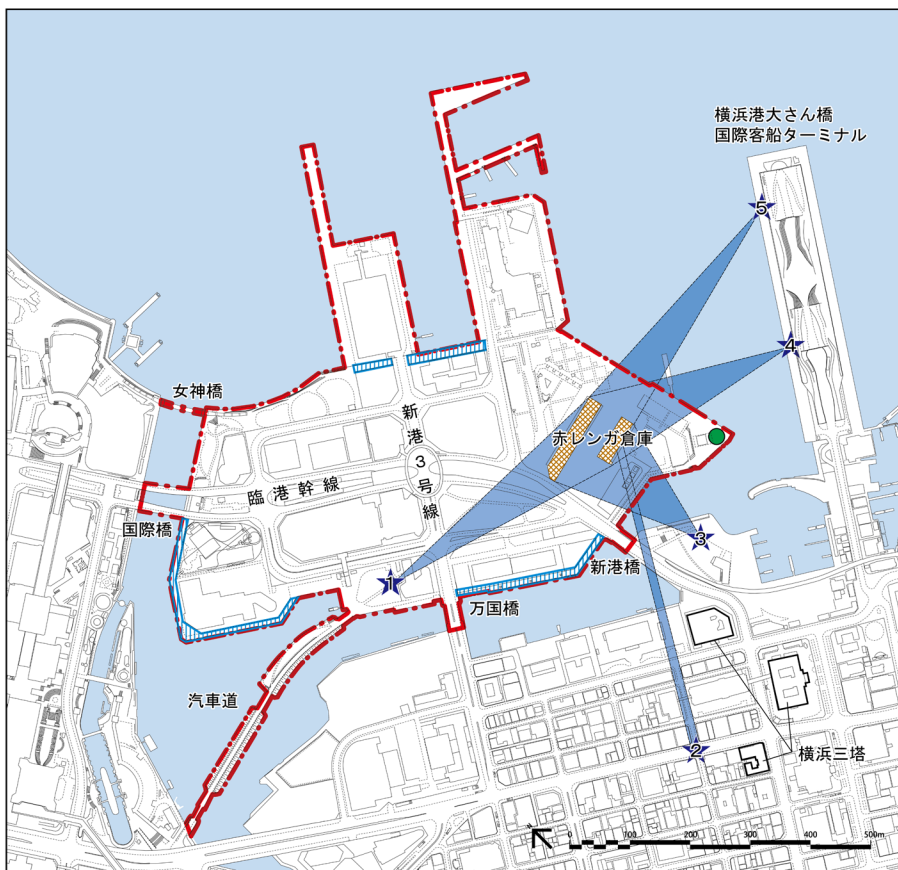 横浜港大さん橋
国際客船ターミナル
5
4
女神橋
新港3号線
赤レンガ倉庫
臨港幹線
国際橋
3
1
新港橋
万国橋
汽車道
2
横浜三塔
N
0 100 200 300 400 500m